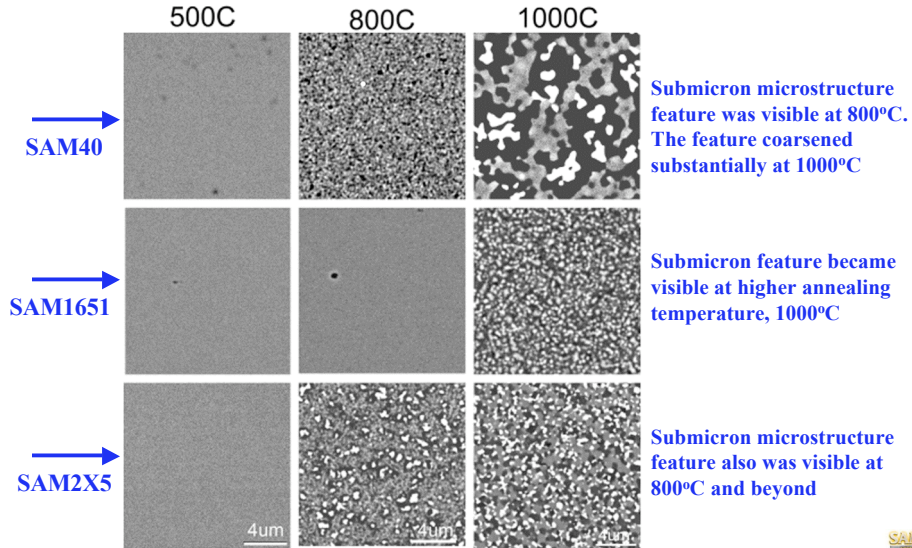 500C
800C
1000C
SAM40
Submicron microstructure
feature was visible at 800°C.
The feature coarsened
substantially at 1000°C
SAM1651
Submicron feature became
visible at higher annealing
temperature, 1000°C
SAM2X5
Submicron microstructure
feature also was visible at
800°C and beyond
4um
4um
4um